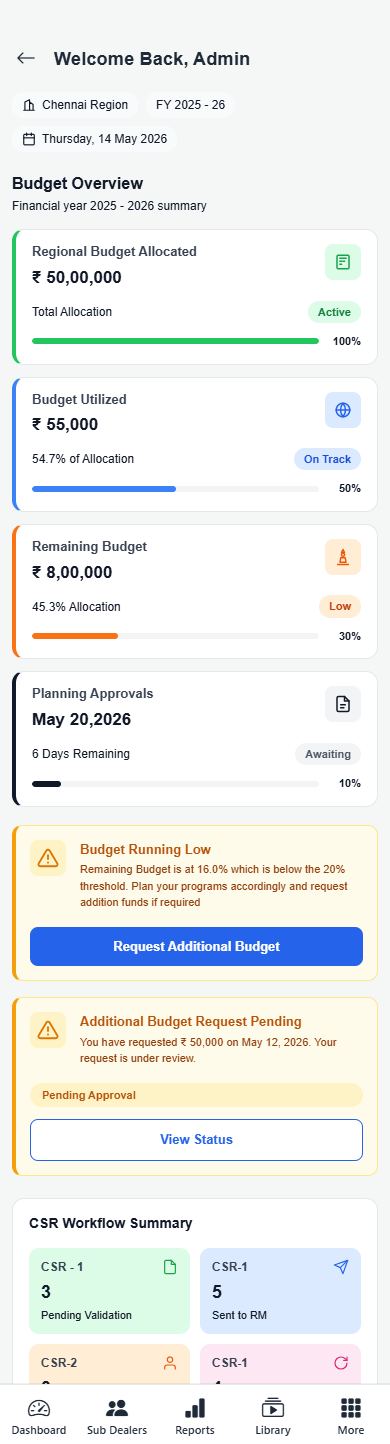 Welcome Back, Admin
Chennai Region
FY 2025 - 26
Thursday, 14 May 2026
Budget Overview
Financial year 2025 - 2026 summary
Regional Budget Allocated
₹ 50,00,000
Total Allocation
Active
100%
Budget Utilized
₹ 55,000
54.7% of Allocation
On Track
50%
Remaining Budget
₹ 8,00,000
45.3% Allocation
Low
30%
Planning Approvals
May 20,2026
6 Days Remaining
Awaiting
10%
Budget Running Low
Remaining Budget is at 16.0% which is below the 20%
threshold. Plan your programs accordingly and request
addition funds if required
Request Additional Budget
Additional Budget Request Pending
You have requested ₹ 50,000 on May 12, 2026. Your
request is under review.
Pending Approval
View Status
CSR Workflow Summary
CSR - 1
3
Pending Validation
CSR-1
5
Sent to RM
CSR-2
CSR-1
Dashboard
Sub Dealers
Reports
Library
More